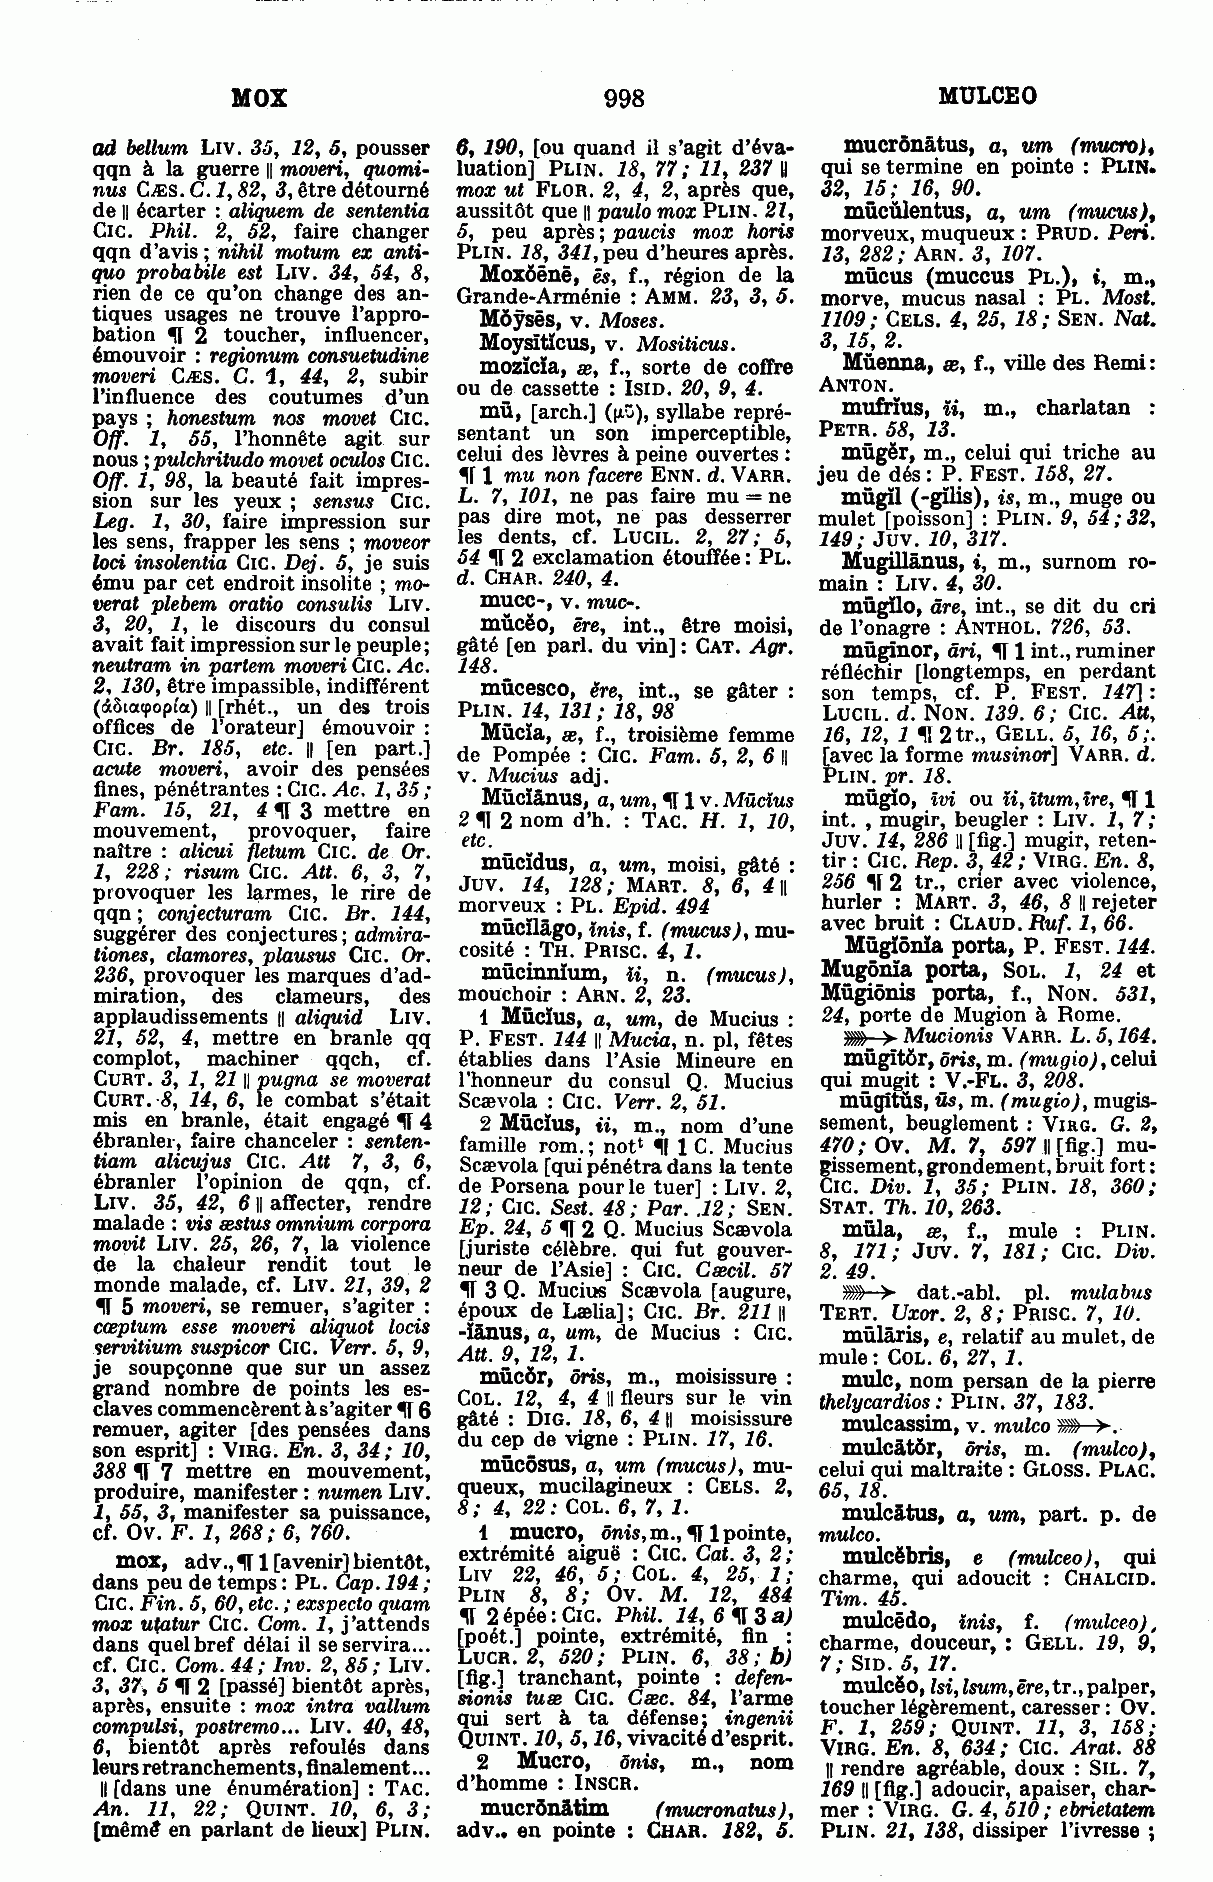 MOX
998
MULCEO
ad bellum LIV. 35, 12, 5, pousser
qqn à la guerre || moveri, quomi-
nus CÆS. C. 1, 82, 3, être détourné
de || écarter : aliquem de sententia
CIC. Phil. 2, 52, faire changer
qqn d'avis ; nihil motum ex anti-
quo probabile est LIV. 34, 54, 8,
rien de ce qu'on change des an-
tiques usages ne trouve l'appro-
bation ¶ 2 toucher, influencer,
émouvoir : regionum consuetudine
moveri CÆS. C. 1, 44, 2, subir
l'influence des coutumes d'un
pays ; honestum nos movet CIC.
Off. 1, 55, l'honnête agit sur
nous ; pulchritudo movet oculos CIC.
Off. 1, 98, la beauté fait impres-
sion sur les yeux ; sensus CIC.
Leg. 1, 30, faire impression sur
les sens, frapper les sens ; moveor
loci insolentia CIC. Dej. 5, je suis
ému par cet endroit insolite ; mo-
verat plebem oratio consulis LIV.
3, 20, 1, le discours du consul
avait fait impression sur le peuple ;
neutram in partem moveri CIC. Ac.
2, 130, être impassible, indifférent
(ἀδιαφορία) || [rhét., un des trois
offices de l'orateur] émouvoir :
CIC. Br. 185, etc. || [en part.]
acute moveri, avoir des pensées
fines, pénétrantes : CIC. Ac. 1, 35 ;
Fam. 15, 21, 4 ¶ 3 mettre en
mouvement, provoquer, faire
naître : alicui fletum CIC. de Or.
1, 228 ; risum CIC. Att. 6, 3, 7,
provoquer les larmes, le rire de
qqn ; conjecturam CIC. Br. 144,
suggérer des conjectures ; admira-
tiones, clamores, plausus CIC. Or.
236, provoquer les marques d'ad-
miration, des clameurs, des
applaudissements || aliquid LIV.
21, 52, 4, mettre en branle qq
complot, machiner qqch, cf.
CURT. 3, 1, 21 || pugna se moverat
CURT. 8, 14, 6, le combat s'était
mis en branle, était engagé ¶ 4
ébranler, faire chanceler : senten-
tiam alicujus CIC. Att 7, 3, 6,
ébranler l'opinion de qqn, cf.
LIV. 35, 42, 6 || affecter, rendre
malade : vis æstus omnium corpora
movit LIV. 25, 26, 7, la violence
de la chaleur rendit tout le
monde malade, cf. LIV. 21, 39, 2
¶ 5 moveri, se remuer, s'agiter :
cœptum esse moveri aliquot locis
servitium suspicor CIC. Verr. 5, 9,
je soupçonne que sur un assez
grand nombre de points les es-
claves commencèrent à s'agiter ¶ 6
remuer, agiter [des pensées dans
son esprit] : VIRG. En. 3, 34 ; 10,
388 ¶ 7 mettre en mouvement,
produire, manifester : numen LIV.
1, 55, 3, manifester sa puissance,
cf. OV. F. 1, 268 ; 6, 760.
mox, adv., ¶ 1 [avenir] bientôt,
dans peu de temps : PL. Cap. 194 ;
CIC. Fin. 5, 60, etc. ; exspecto quam
mox utatur CIC. Com. 1, j'attends
dans quel bref délai il se servira...
cf. CIC. Com. 44 ; Inv. 2, 85 ; LIV.
3, 37, 5 ¶ 2 [passé] bientôt après,
après, ensuite : mox intra vallum
compulsi, postremo... LIV. 40, 48,
6, bientôt après refoulés dans
leurs retranchements, finalement...
|| [dans une énumération] : TAC.
An. 11, 22 ; QUINT. 10, 6, 3 ;
[même en parlant de lieux] PLIN.
6, 190, [ou quand il s'agit d'éva-
luation] PLIN. 18, 77 ; 11, 237 ||
mox ut FLOR. 2, 4, 2, après que,
aussitôt que || paulo mox PLIN. 21,
5, peu après ; paucis mox horis
PLIN. 18, 341, peu d'heures après.
Moxŏēnē, ēs, f., région de la
Grande-Arménie : AMM. 23, 3, 5.
Mŏȳsēs, v. Moses.
Moysītĭcus, v. Mositicus.
mozĭcĭa, æ, f., sorte de coffre
ou de cassette : ISID. 20, 9, 4.
mū, [arch.] (μῦ), syllabe repré-
sentant un son imperceptible,
celui des lèvres à peine ouvertes :
¶ 1 mu non facere ENN. d. VARR.
L. 7, 101, ne pas faire mu = ne
pas dire mot, ne pas desserrer
les dents, cf. LUCIL. 2, 27 ; 5,
54 ¶ 2 exclamation étouffée : PL.
d. CHAR. 240, 4.
mucc-, v. muc-.
mūcĕo, ēre, int., être moisi,
gâté [en parl. du vin] : CAT. Agr.
148.
mūcesco, ĕre, int., se gâter :
PLIN. 14, 131 ; 18, 98
Mūcĭa, æ, f., troisième femme
de Pompée : CIC. Fam. 5, 2, 6 ||
v. Mucius adj.
Mūcĭānus, a, um, ¶ 1 v. Mūcĭus
2 ¶ 2 nom d'h. : TAC. H. 1, 10,
etc.
mūcĭdus, a, um, moisi, gâté :
JUV. 14, 128 ; MART. 8, 6, 4 ||
morveux : PL. Epid. 494
mūcĭlāgo, ĭnis, f. (mucus), mu-
cosité : TH. PRISC. 4, 1.
mūcinnĭum, ĭi, n. (mucus),
mouchoir : ARN. 2, 23.
1 Mūcĭus, a, um, de Mucius :
P. FEST. 144 || Mucia, n. pl, fêtes
établies dans l'Asie Mineure en
l'honneur du consul Q. Mucius
Scævola : CIC. Verr. 2, 51.
2 Mūcĭus, ĭi, m., nom d'une
famille rom. ; notᵗ ¶ 1 C. Mucius
Scævola [qui pénétra dans la tente
de Porsena pour le tuer] : LIV. 2,
12 ; CIC. Sest. 48 ; Par. 12 ; SEN.
Ep. 24, 5 ¶ 2 Q. Mucius Scævola
[juriste célèbre. qui fut gouver-
neur de l'Asie] : CIC. Cæcil. 57
¶ 3 Q. Mucius Scævola [augure,
époux de Lælia] ; CIC. Br. 211 ||
-ĭānus, a, um, de Mucius : CIC.
Att. 9, 12, 1.
mūcŏr, ōris, m., moisissure :
COL. 12, 4, 4 || fleurs sur le vin
gâté : DIG. 18, 6, 4 || moisissure
du cep de vigne : PLIN. 17, 16.
mūcōsus, a, um (mucus), mu-
queux, mucilagineux : CELS. 2,
8 ; 4, 22 : COL. 6, 7, 1.
1 mucro, ōnis, m., ¶ 1 pointe,
extrémité aiguë : CIC. Cat. 3, 2 ;
LIV 22, 46, 5 ; COL. 4, 25, 1 ;
PLIN 8, 8 ; OV. M. 12, 484
¶ 2 épée : CIC. Phil. 14, 6 ¶ 3 a)
[poét.] pointe, extrémité, fin :
LUCR. 2, 520 ; PLIN. 6, 38 ; b)
[fig.] tranchant, pointe : defen-
sionis tuæ CIC. Cæc. 84, l'arme
qui sert à ta défense ; ingenii
QUINT. 10, 5, 16, vivacité d'esprit.
2 Mucro, ōnis, m., nom
d'homme : INSCR.
mucrōnātim (mucronatus),
adv., en pointe : CHAR. 182, 5.
mucrōnātus, a, um (mucro),
qui se termine en pointe : PLIN.
32, 15 ; 16, 90.
mūcŭlentus, a, um (mucus),
morveux, muqueux : PRUD. Peri.
13, 282 ; ARN. 3, 107.
mūcus (muccus PL.), i, m.,
morve, mucus nasal : PL. Most.
1109 ; CELS. 4, 25, 18 ; SEN. Nat.
3, 15, 2.
Mūenna, æ, f., ville des Remi :
ANTON.
mufrĭus, ĭi, m., charlatan :
PETR. 58, 13.
mūgĕr, m., celui qui triche au
jeu de dés : P. FEST. 158, 27.
mūgĭl (-gĭlis), is, m., muge ou
mulet [poisson] : PLIN. 9, 54 ; 32,
149 ; JUV. 10, 317.
Mugillānus, i, m., surnom ro-
main : LIV. 4, 30.
mūgĭlo, āre, int., se dit du cri
de l'onagre : ANTHOL. 726, 53.
mūgĭnor, āri, ¶ 1 int., ruminer
réfléchir [longtemps, en perdant
son temps, cf. P. FEST. 147] :
LUCIL. d. NON. 139. 6 ; CIC. Att,
16, 12, 1 ¶ 2 tr., GELL. 5, 16, 5 ;.
[avec la forme musinor] VARR. d.
PLIN. pr. 18.
mūgĭo, īvi ou ĭi, ītum, īre, ¶ 1
int. , mugir, beugler : LIV. 1, 7 ;
JUV. 14, 286 || [fig.] mugir, reten-
tir : CIC. Rep. 3, 42 ; VIRG. En. 8,
256 ¶ 2 tr., crier avec violence,
hurler : MART. 3, 46, 8 || rejeter
avec bruit : CLAUD. Ruf. 1, 66.
Mūgĭōnĭa porta, P. FEST. 144.
Mugōnĭa porta, SOL. 1, 24 et
Mūgiōnis porta, f., NON. 531,
24, porte de Mugion à Rome.
➳ Mucionis VARR. L. 5, 164.
mūgītŏr, ōris, m. (mugio), celui
qui mugit : V.-FL. 3, 208.
mūgītŭs, ūs, m. (mugio), mugis-
sement, beuglement : VIRG. G. 2,
470 ; OV. M. 7, 597 || [fig.] mu-
gissement, grondement, bruit fort :
CIC. Div. 1, 35 ; PLIN. 18, 360 ;
STAT. Th. 10, 263.
mūla, æ, f., mule : PLIN.
8, 171 ; JUV. 7, 181 ; CIC. Div.
2. 49.
➳ dat.-abl. pl. mulabus
TERT. Uxor. 2, 8 ; PRISC. 7, 10.
mūlāris, e, relatif au mulet, de
mule : COL. 6, 27, 1.
mulc, nom persan de la pierre
thelycardios : PLIN. 37, 183.
mulcassim, v. mulco ➳.
mulcātŏr, ōris, m. (mulco),
celui qui maltraite : GLOSS. PLAC.
65, 18.
mulcātus, a, um, part. p. de
mulco.
mulcĕbris, e (mulceo), qui
charme, qui adoucit : CHALCID.
Tim. 45.
mulcēdo, ĭnis, f. (mulceo),
charme, douceur, : GELL. 19, 9,
7 ; SID. 5, 17.
mulcĕo, lsi, lsum, ēre, tr., palper,
toucher légèrement, caresser : OV.
F. 1, 259 ; QUINT. 11, 3, 158 ;
VIRG. En. 8, 634 ; CIC. Arat. 88
|| rendre agréable, doux : SIL. 7,
169 || [fig.] adoucir, apaiser, char-
mer : VIRG. G. 4, 510 ; ebrietatem
PLIN. 21, 138, dissiper l'ivresse ;